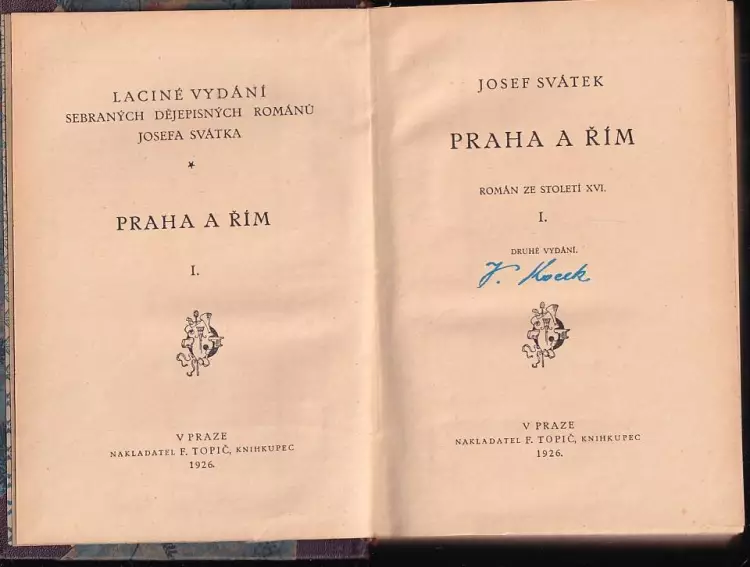 LACINÉ VYDÁNÍ
SEBRANÝCH DĚJEPISNÝCH ROMÁNŮ
JOSEFA SVÁTKA
*
PRAHA A ŘÍM
I.
V PRAZE
NAKLADATEL F. TOPIČ, KNIHKUPEC
1926.
JOSEF SVÁTEK
PRAHA A ŘÍM
ROMÁN ZE STOLETÍ XVI.
I.
DRUHÉ VYDÁNÍ.
V. Kocek
V PRAZE
NAKLADATEL F. TOPIČ, KNIHKUPEC
1926.